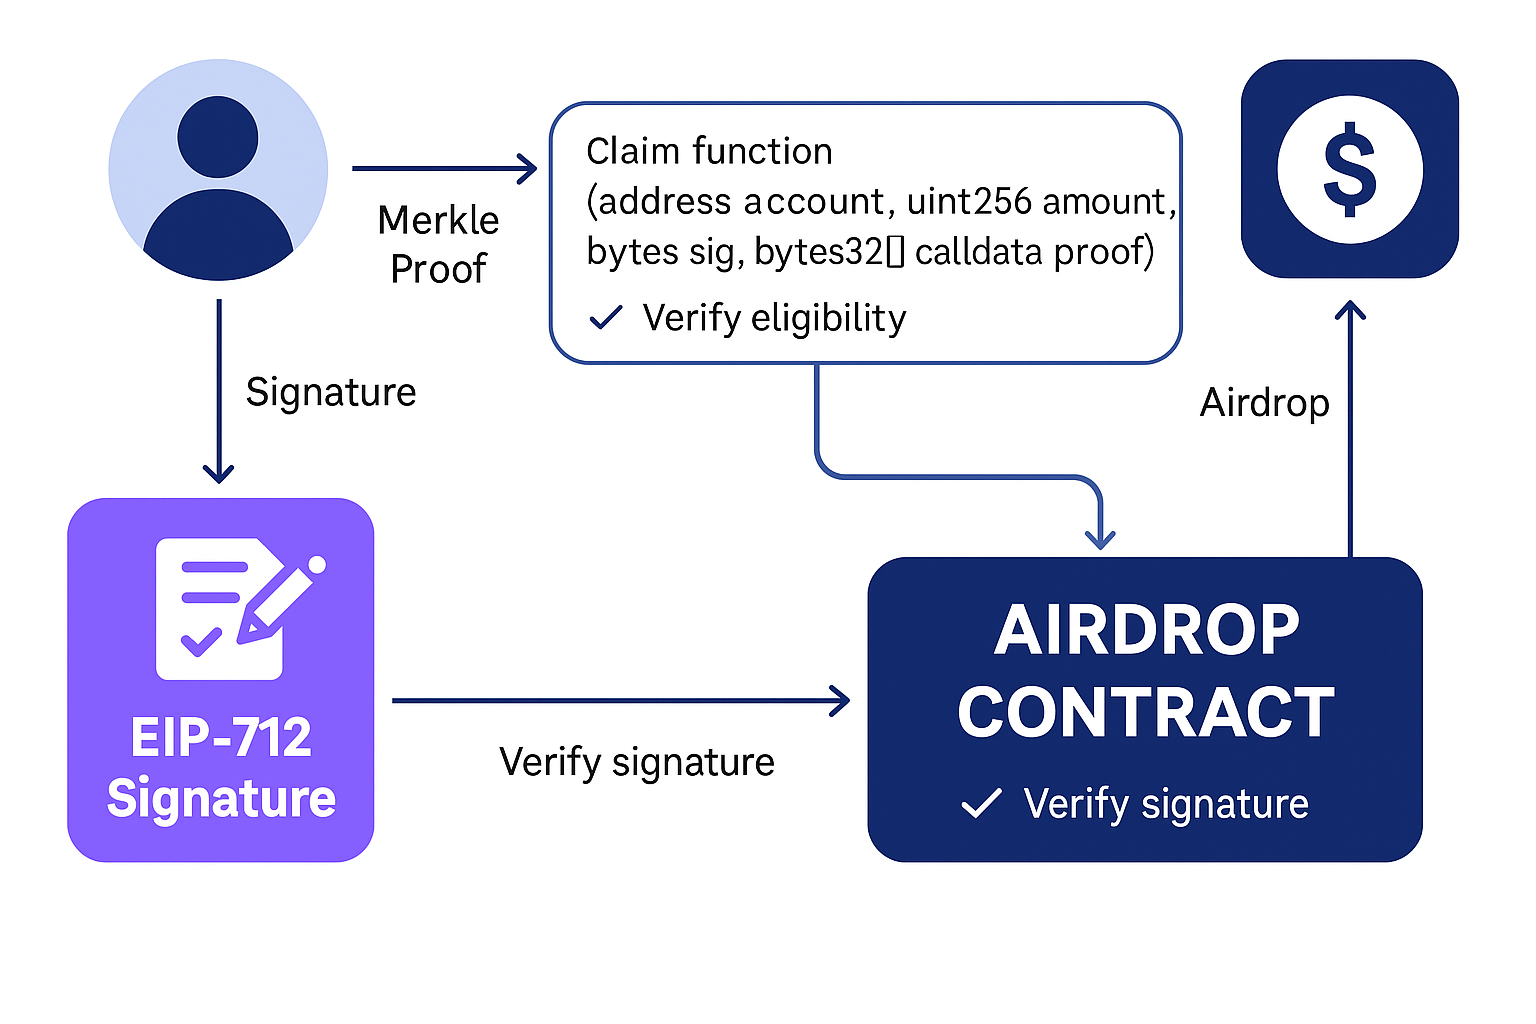 Claim function
(address account, uint256 amount,
bytes sig, bytes32[] calldata proof)
✓ Verify eligibility
Merkle
Proof
$
Signature
Airdrop
EIP-712
Signature
Verify signature
AIRDROP
CONTRACT
✓ Verify signature